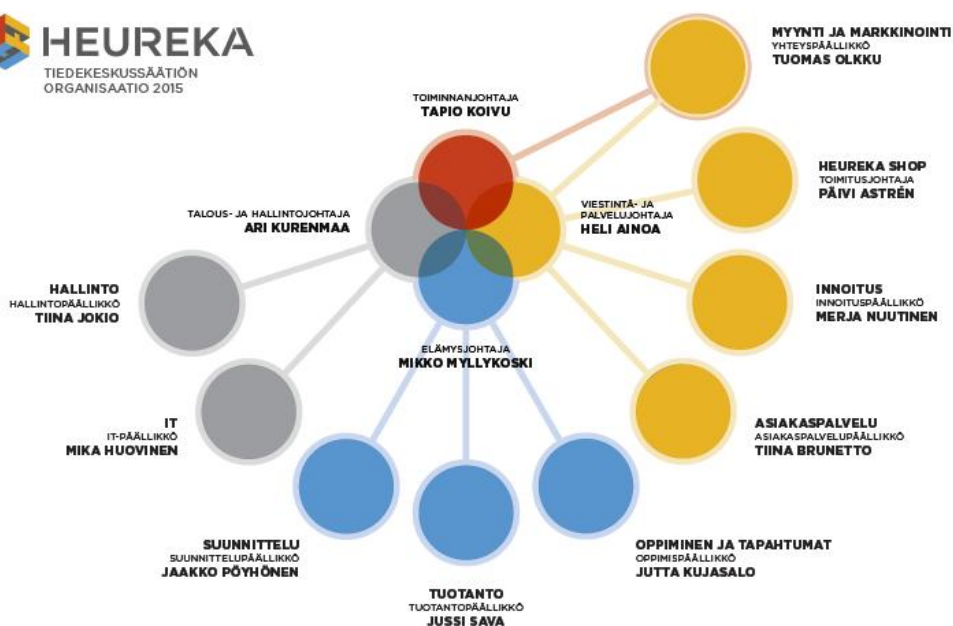 HEUREKA
TIEDEKESKUSSÄÄTIÖN
ORGANISAATIO 2015
MYYNTI JA MARKKINOINTI
YHTEYSPÄÄLLIKKÖ
TUOMAS OLKKU
TOIMINNANJOHTAJA
TAPIO KOIVU
HEUREKA SHOP
TOIMITUSJOHTAJA
PÄIVI ASTRÉN
TALOUS- JA HALLINTOJOHTAJA
ARI KURENMAA
VIESTINTÄ- JA
PALVELUJOHTAJA
HELI AINOA
HALLINTO
HALLINTOPÄÄLLIKKÖ
TIINA JOKIO
INNOITUS
INNOITUSPÄÄLLIKKÖ
MERJA NUUTINEN
ELÄMYSJOHTAJA
MIKKO MYLLYKOSKI
IT
IT-PÄÄLLIKKÖ
MIKA HUOVINEN
ASIAKASPALVELU
ASIAKASPALVELUPÄÄLLIKKÖ
TIINA BRUNETTO
SUUNNITTELU
SUUNNITTELUPÄÄLLIKKÖ
JAAKKO PÖYHÖNEN
OPPIMINEN JA TAPAHTUMAT
OPPIMISPÄÄLLIKKÖ
JUTTA KUJASALO
TUOTANTO
TUOTANTOPÄÄLLIKKÖ
JUSSI SAVA